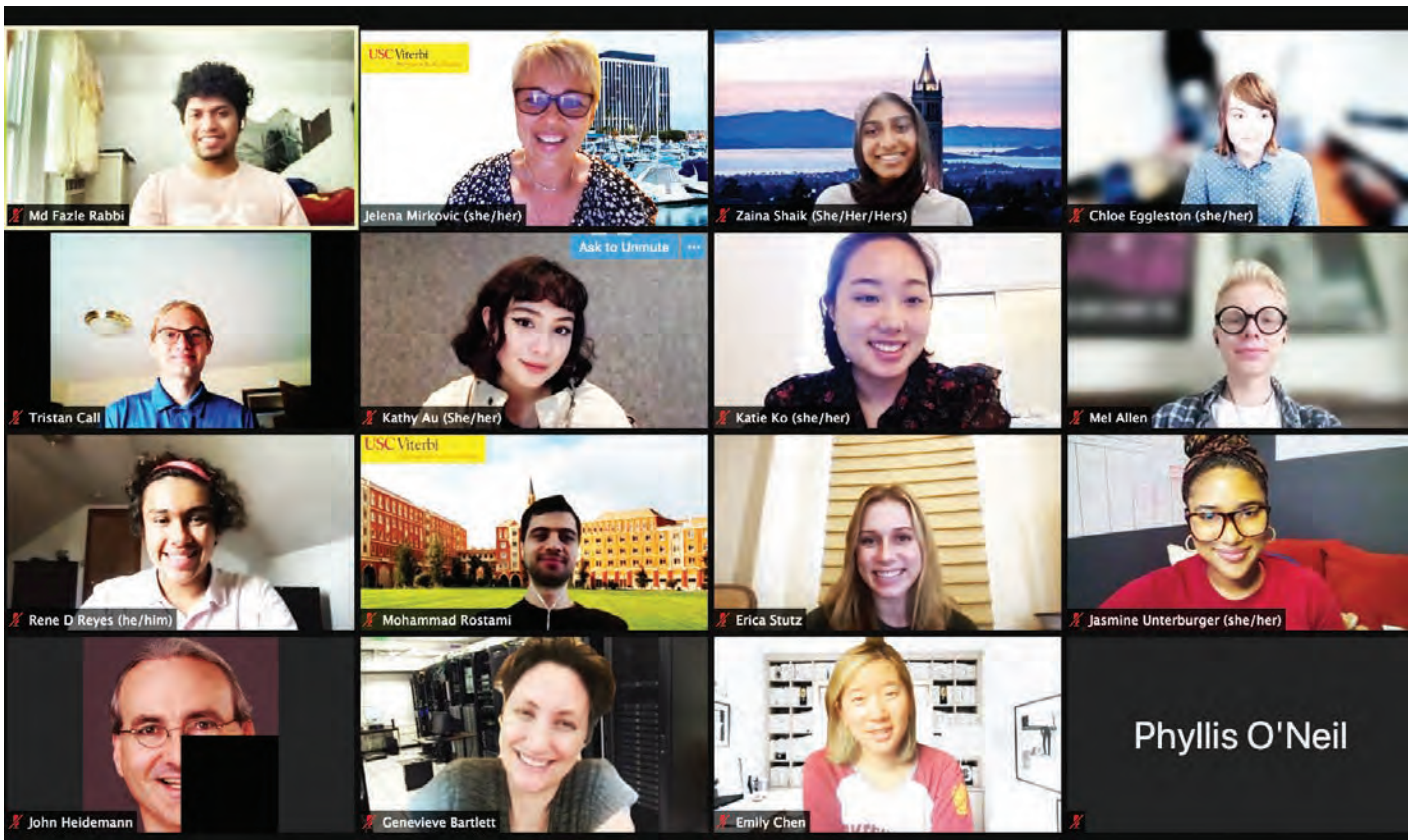 USC Viterbi
Md Fazle Rabbi
Jelena Mirkovic (she/her)
Zaina Shaik (She/Her/Hers)
Chloe Eggleston (she/her)
Ask to Unmute
Tristan Call
Kathy Au (She/her)
Katie Ko (she/her)
Mel Allen
USC Viterbi
Rene D Reyes (he/him)
Mohammad Rostami
Erica Stutz
Jasmine Unterburger (she/her)
Phyllis O'Neil
John Heidemann
Genevieve Bartlett
Emily Chen